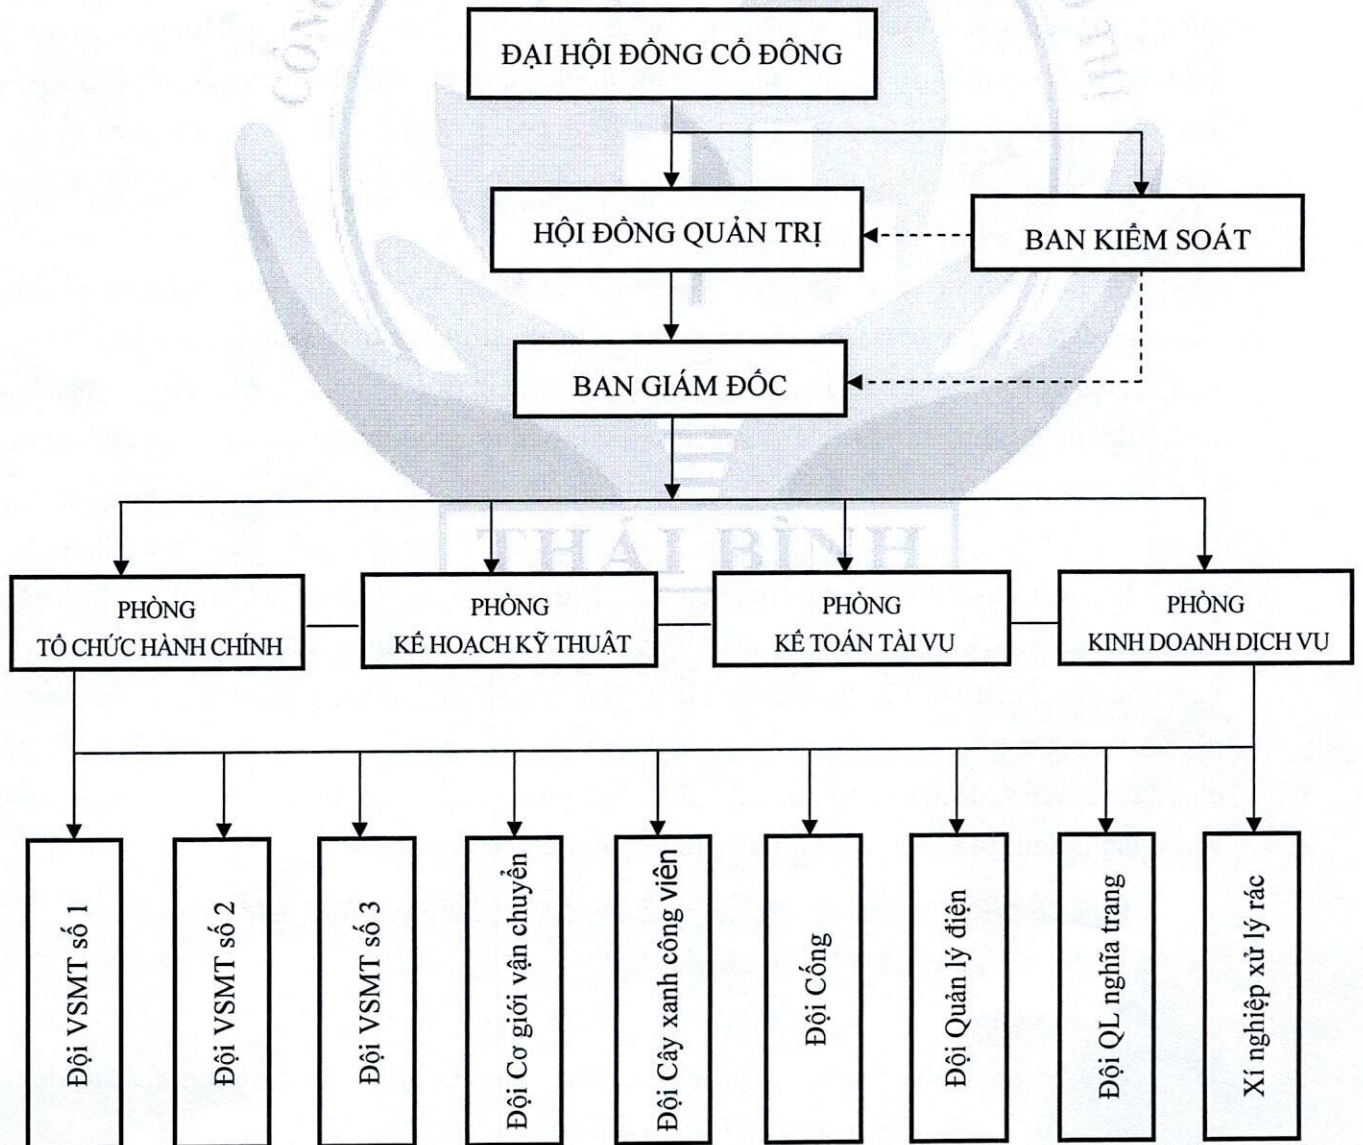 CÔNG
ĐẠI HỘI ĐỒNG CỔ ĐÔNG
HỘI ĐỒNG QUẢN TRỊ
BAN KIỂM SOÁT
BAN GIÁM ĐỐC
THÁI BÌNH
PHÒNG
TỔ CHỨC HÀNH CHÍNH
PHÒNG
KẾ HOẠCH KỸ THUẬT
PHÒNG
KẾ TOÁN TÀI VỤ
PHÒNG
KINH DOANH DỊCH VỤ
Đội VSMT số 1
Đội VSMT số 2
Đội VSMT số 3
Đội Cơ giới vận chuyển
Đội Cây xanh công viên
Đội Cống
Đội Quản lý điện
Đội QL nghĩa trang
Xí nghiệp xử lý rác